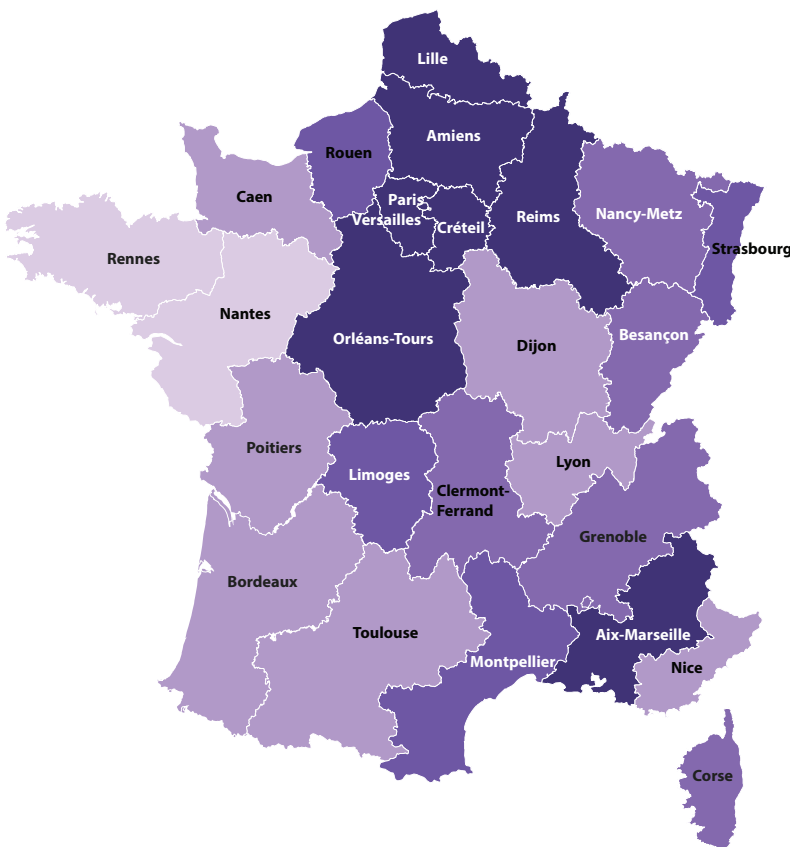 Lille
Amiens
Rouen
Caen
Paris
Versailles
Créteil
Reims
Nancy-Metz
Strasbourg
Rennes
Nantes
Orléans-Tours
Dijon
Besançon
Poitiers
Limoges
Clermont-
Ferrand
Lyon
Grenoble
Bordeaux
Toulouse
Montpellier
Aix-Marseille
Nice
Corse